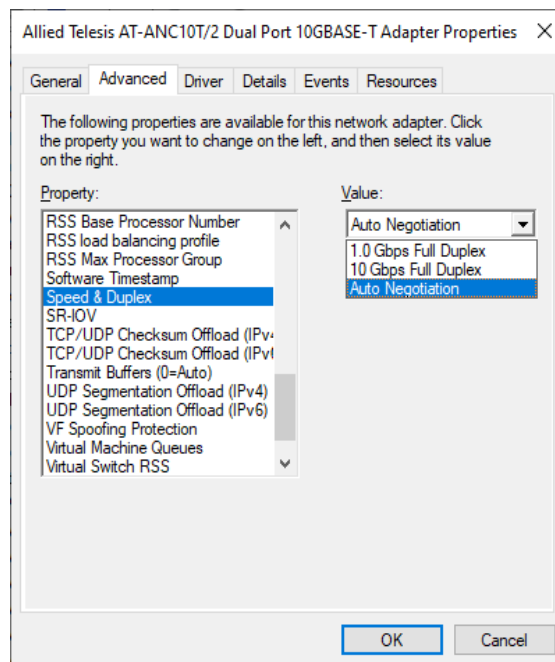 Allied Telesis AT-ANC10T/2 Dual Port 10GBASE-T Adapter Properties
General Advanced Driver Details Events Resources
The following properties are available for this network adapter. Click
the property you want to change on the left, and then select its value
on the right.
Property:
RSS Base Processor Number
RSS load balancing profile
RSS Max Processor Group
Software Timestamp
Speed & Duplex
SR-IOV
TCP/UDP Checksum Offload (IPv4
TCP/UDP Checksum Offload (IPv6
Transmit Buffers (0=Auto)
UDP Segmentation Offload (IPv4)
UDP Segmentation Offload (IPv6)
VF Spoofing Protection
Virtual Machine Queues
Virtual Switch RSS
Value:
Auto Negotiation
1.0 Gbps Full Duplex
10 Gbps Full Duplex
Auto Negotiation
OK
Cancel